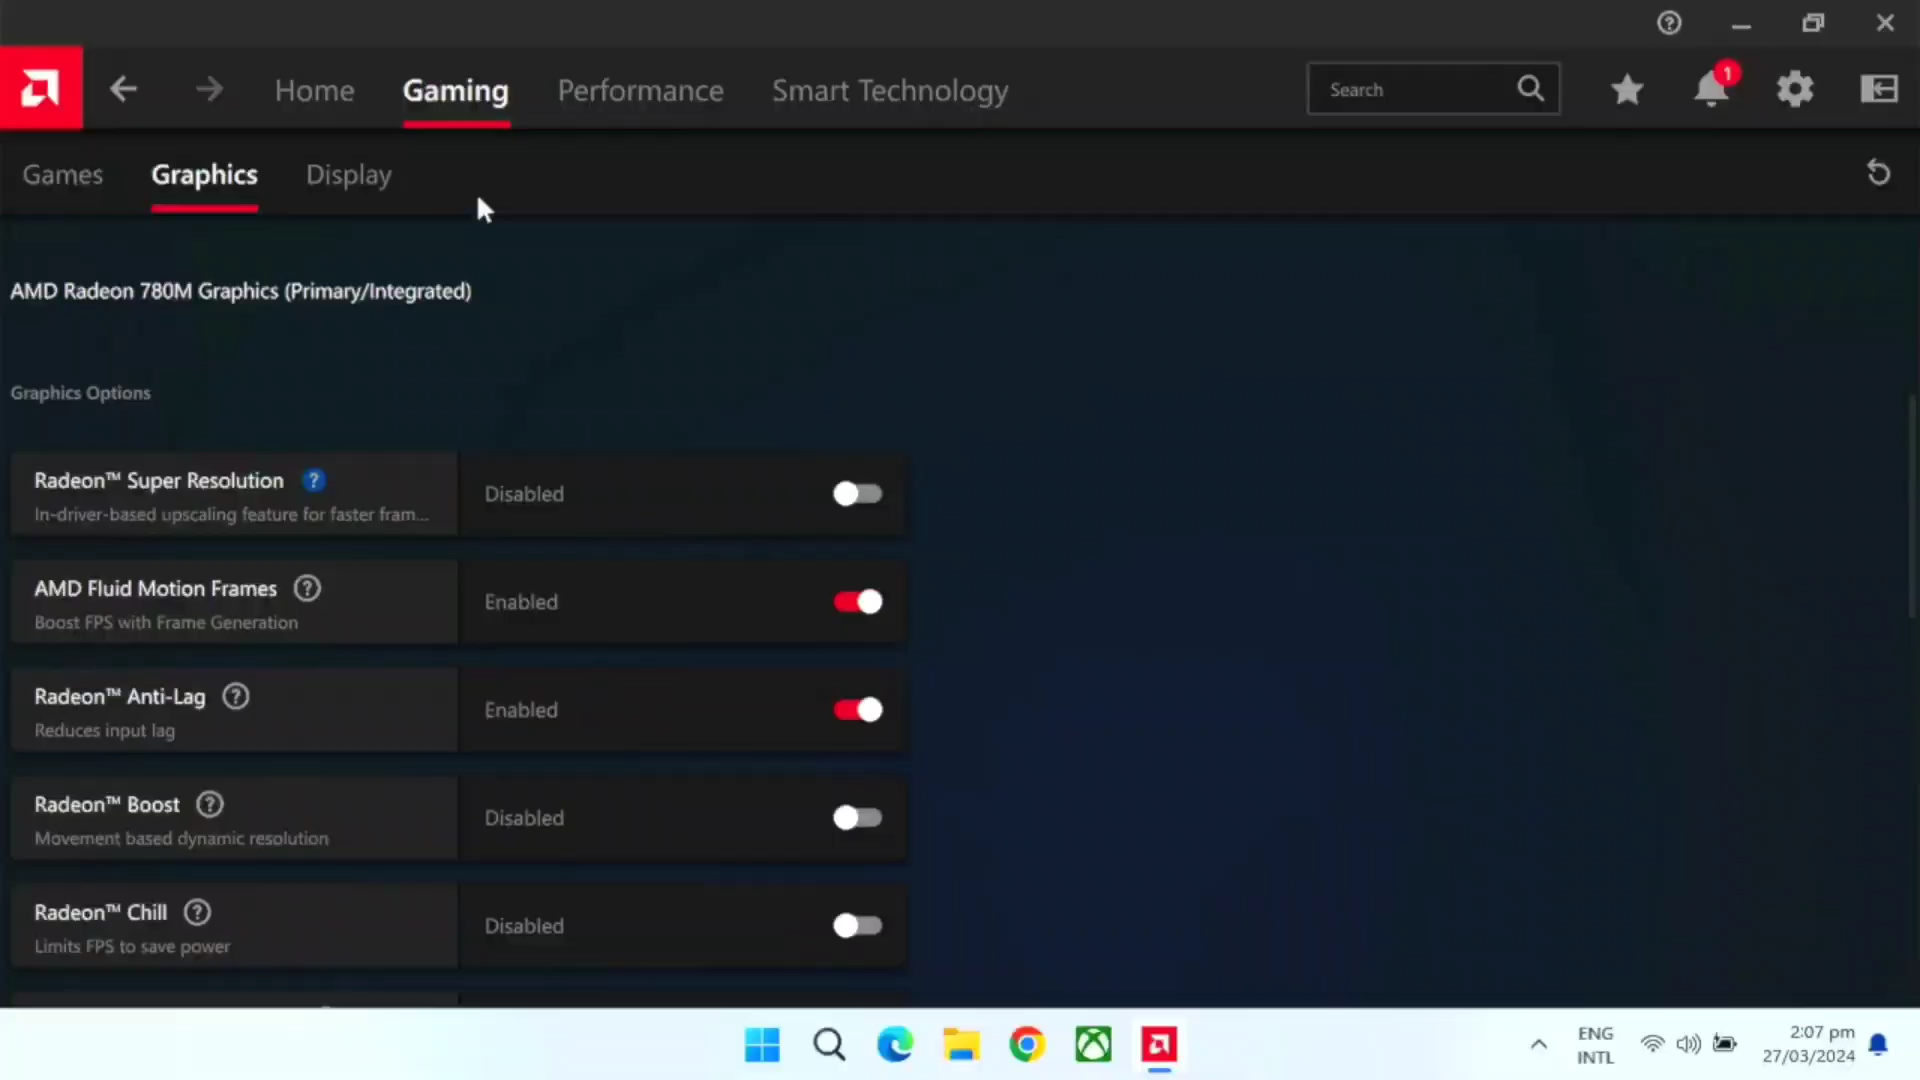 Home
Gaming
Performance
Smart Technology
Search
1
Games
Graphics
Display
AMD Radeon 780M Graphics (Primary/Integrated)
Graphics Options
Radeon™ Super Resolution ?
In-driver-based upscaling feature for faster fram...
Disabled
AMD Fluid Motion Frames ?
Boost FPS with Frame Generation
Enabled
Radeon™ Anti-Lag ?
Reduces input lag
Enabled
Radeon™ Boost ?
Movement based dynamic resolution
Disabled
Radeon™ Chill ?
Limits FPS to save power
Disabled
ENG
INTL
2:07 pm
27/03/2024